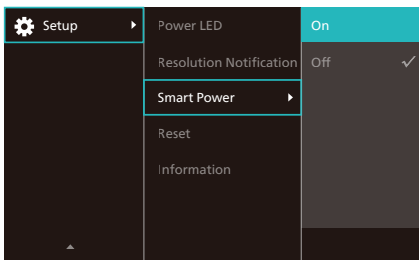 Setup
Power LED
Resolution Notification
Smart Power
Reset
Information
On
Off